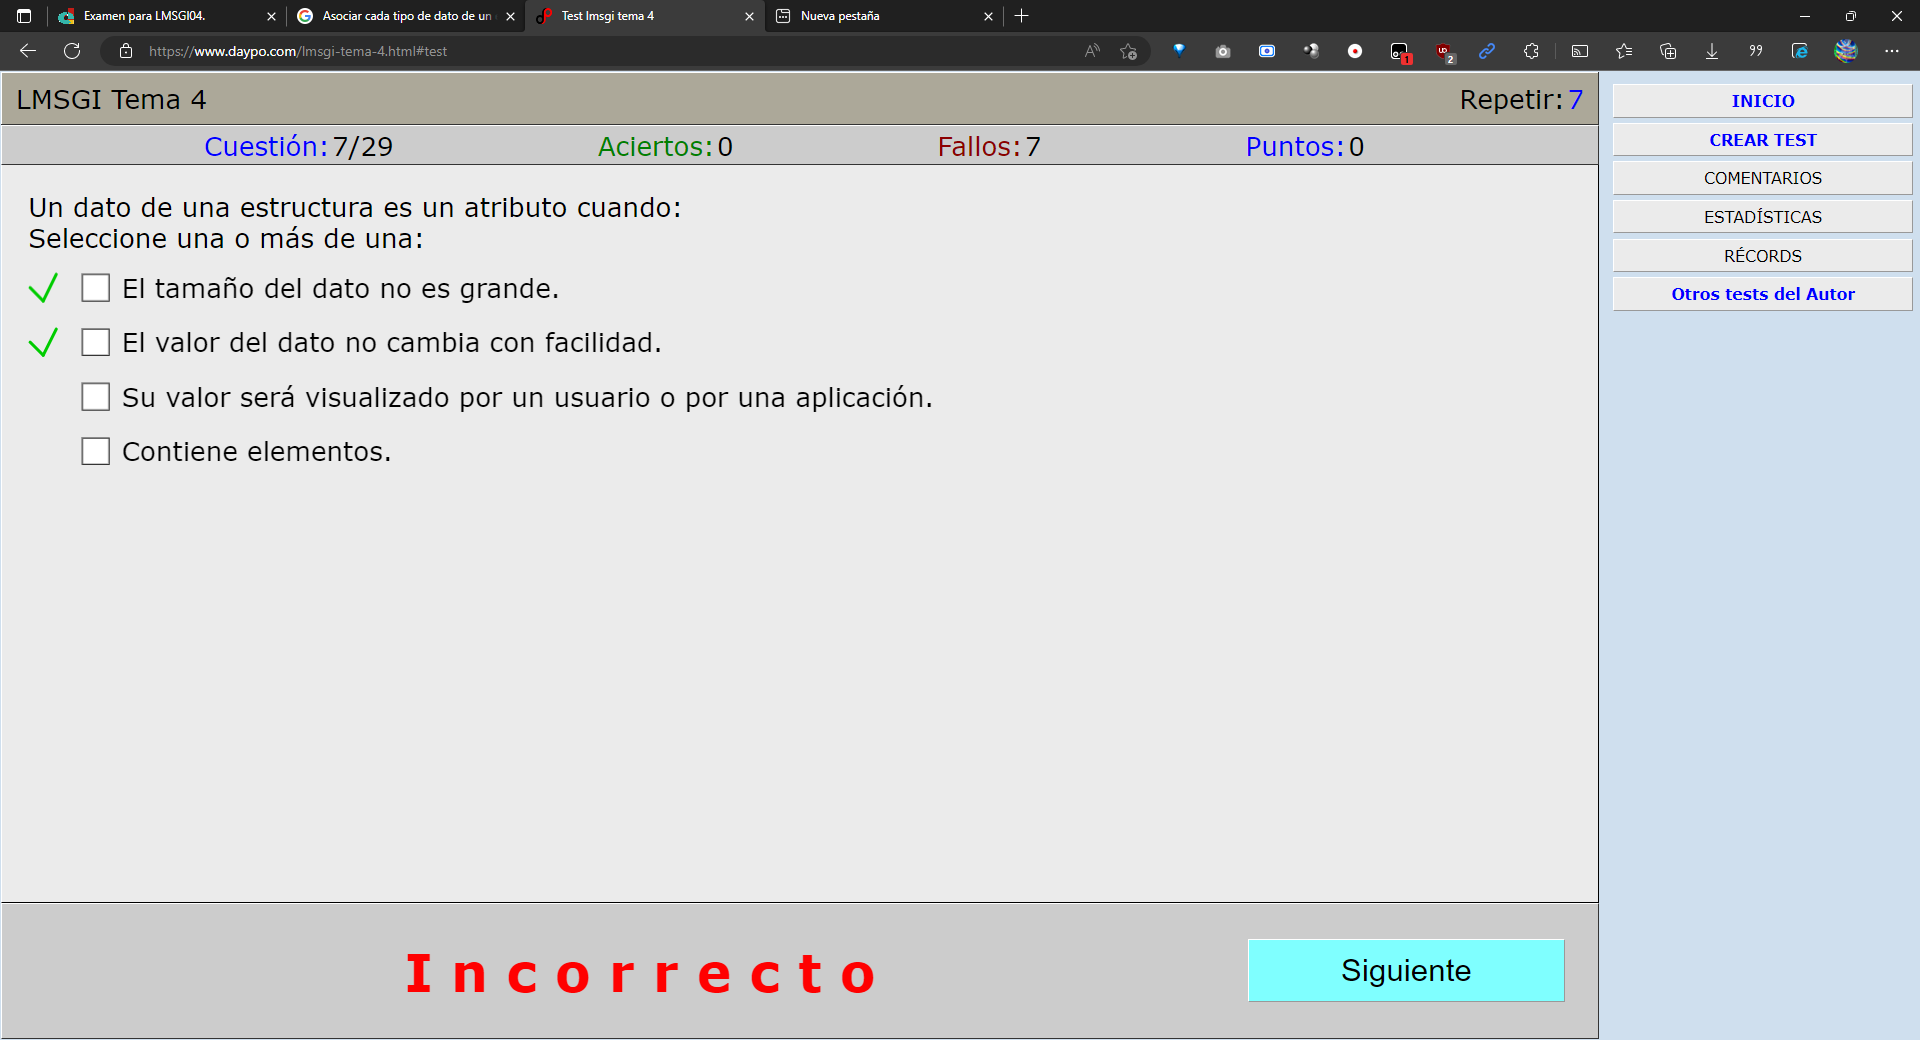 Examen para LMSGI04.
Asociar cada tipo de dato de un
Test lmsgi tema 4
Nueva pestaña
https://www.daypo.com/lmsgi-tema-4.html#test
1
2
LMSGI Tema 4
Repetir: 7
Cuestión: 7/29
Aciertos: 0
Fallos: 7
Puntos: 0
Un dato de una estructura es un atributo cuando:
Seleccione una o más de una:
El tamaño del dato no es grande.
El valor del dato no cambia con facilidad.
Su valor será visualizado por un usuario o por una aplicación.
Contiene elementos.
Incorrecto
Siguiente
INICIO
CREAR TEST
COMENTARIOS
ESTADÍSTICAS
RÉCORDS
Otros tests del Autor